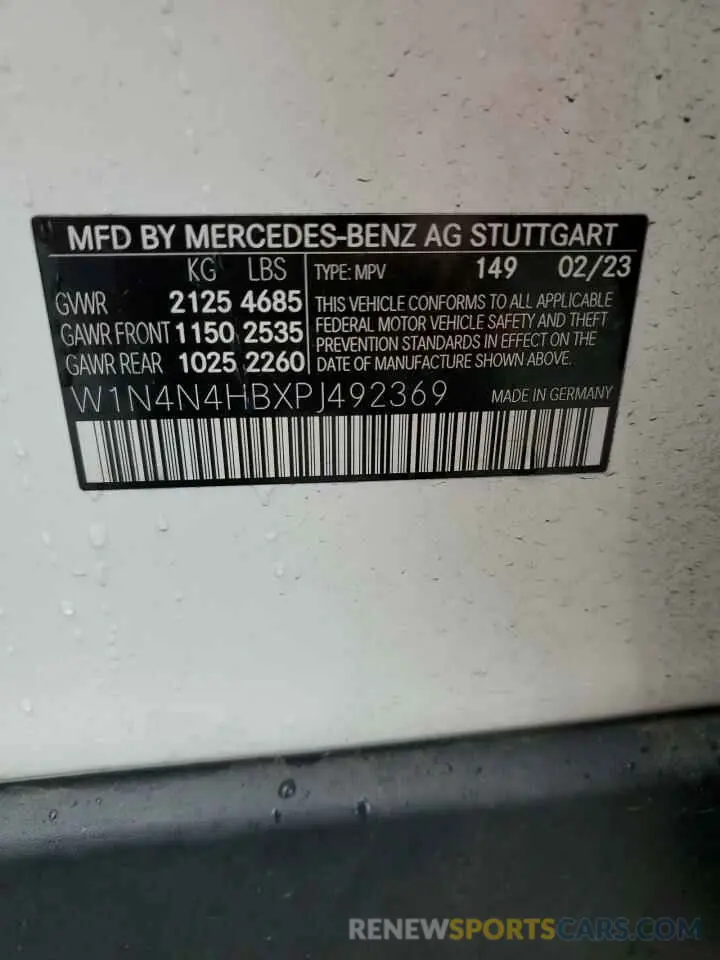 MFD BY MERCEDES-BENZ AG STUTTGART
KG LBS
GVWR 2125 4685
GAWR FRONT 1150 2535
GAWR REAR 1025 2260
TYPE: MPV 149 02/23
THIS VEHICLE CONFORMS TO ALL APPLICABLE
FEDERAL MOTOR VEHICLE SAFETY AND THEFT
PREVENTION STANDARDS IN EFFECT ON THE
DATE OF MANUFACTURE SHOWN ABOVE.
W1N4N4HBXPJ492369 MADE IN GERMANY
RENEWSPORTSCARS.COM